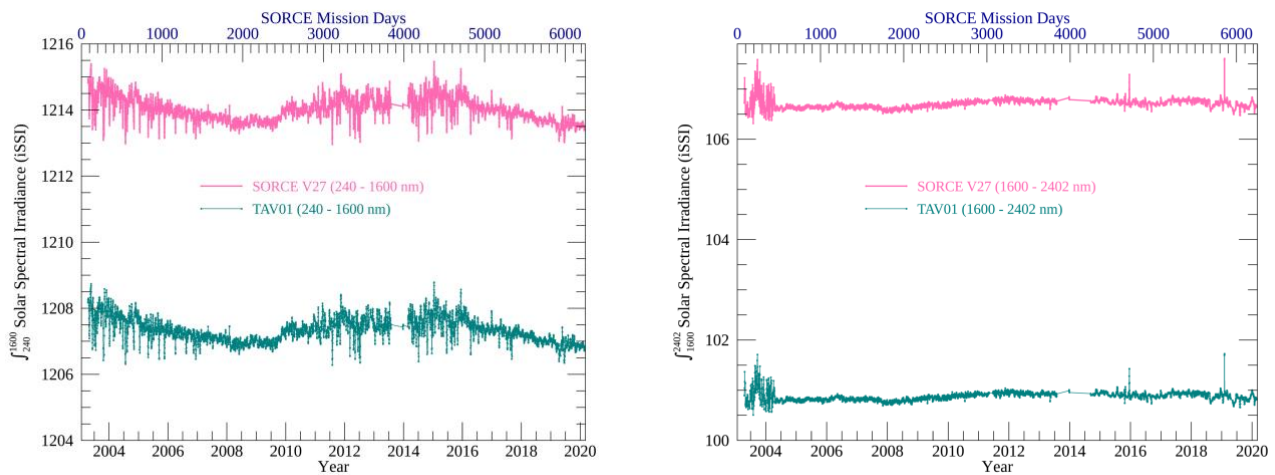 SORCE Mission Days
0 1000 2000 3000 4000 5000 6000
1216
1214
1212
1210
1208
1206
1204
∫₂₄₀¹⁶⁰⁰ Solar Spectral Irradiance (iSSI)
SORCE V27 (240 - 1600 nm)
TAV01 (240 - 1600 nm)
2004 2006 2008 2010 2012 2014 2016 2018 2020
Year
SORCE Mission Days
0 1000 2000 3000 4000 5000 6000
106
104
102
100
∫₁₆₀₀²⁴⁰² Solar Spectral Irradiance (iSSI)
SORCE V27 (1600 - 2402 nm)
TAV01 (1600 - 2402 nm)
2004 2006 2008 2010 2012 2014 2016 2018 2020
Year